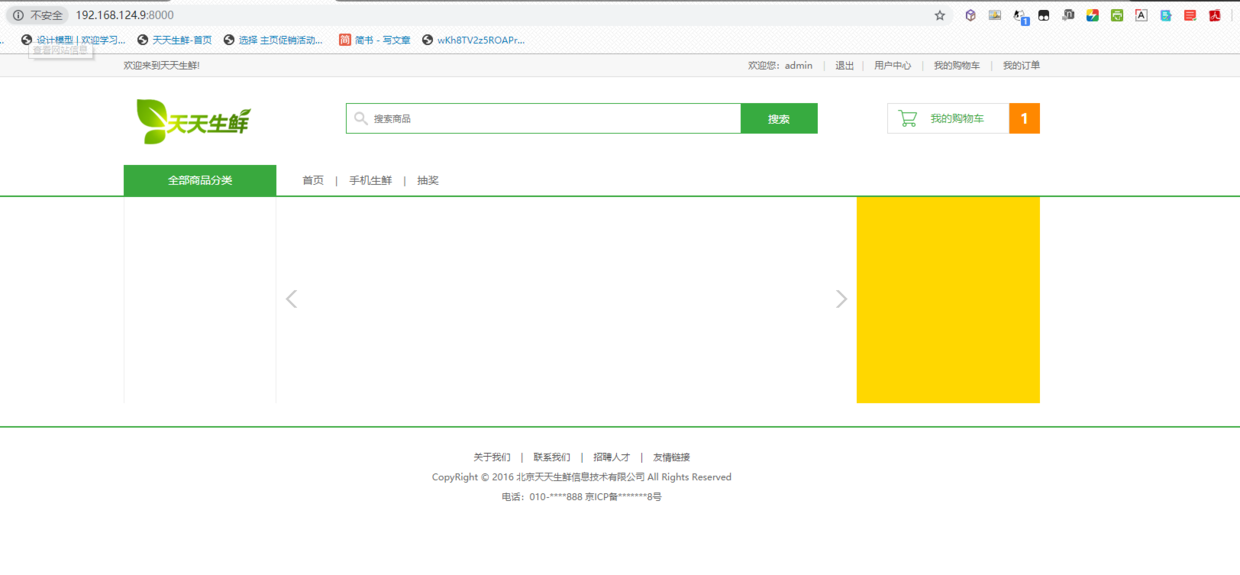 不安全 192.168.124.9:8000
1
设计模型 | 欢迎学习... 天天生鲜-首页 选择 主页促销活动... 简 简书 - 写文章 wKh8TV2z5ROAPr...
查看网站信息
欢迎来到天天生鲜! 欢迎您：admin | 退出 | 用户中心 | 我的购物车 | 我的订单
天天生鲜 搜索商品 搜索 我的购物车 1
全部商品分类 首页 | 手机生鲜 | 抽奖
关于我们 | 联系我们 | 招聘人才 | 友情链接
CopyRight © 2016 北京天天生鲜信息技术有限公司 All Rights Reserved
电话：010-****888 京ICP备*******8号